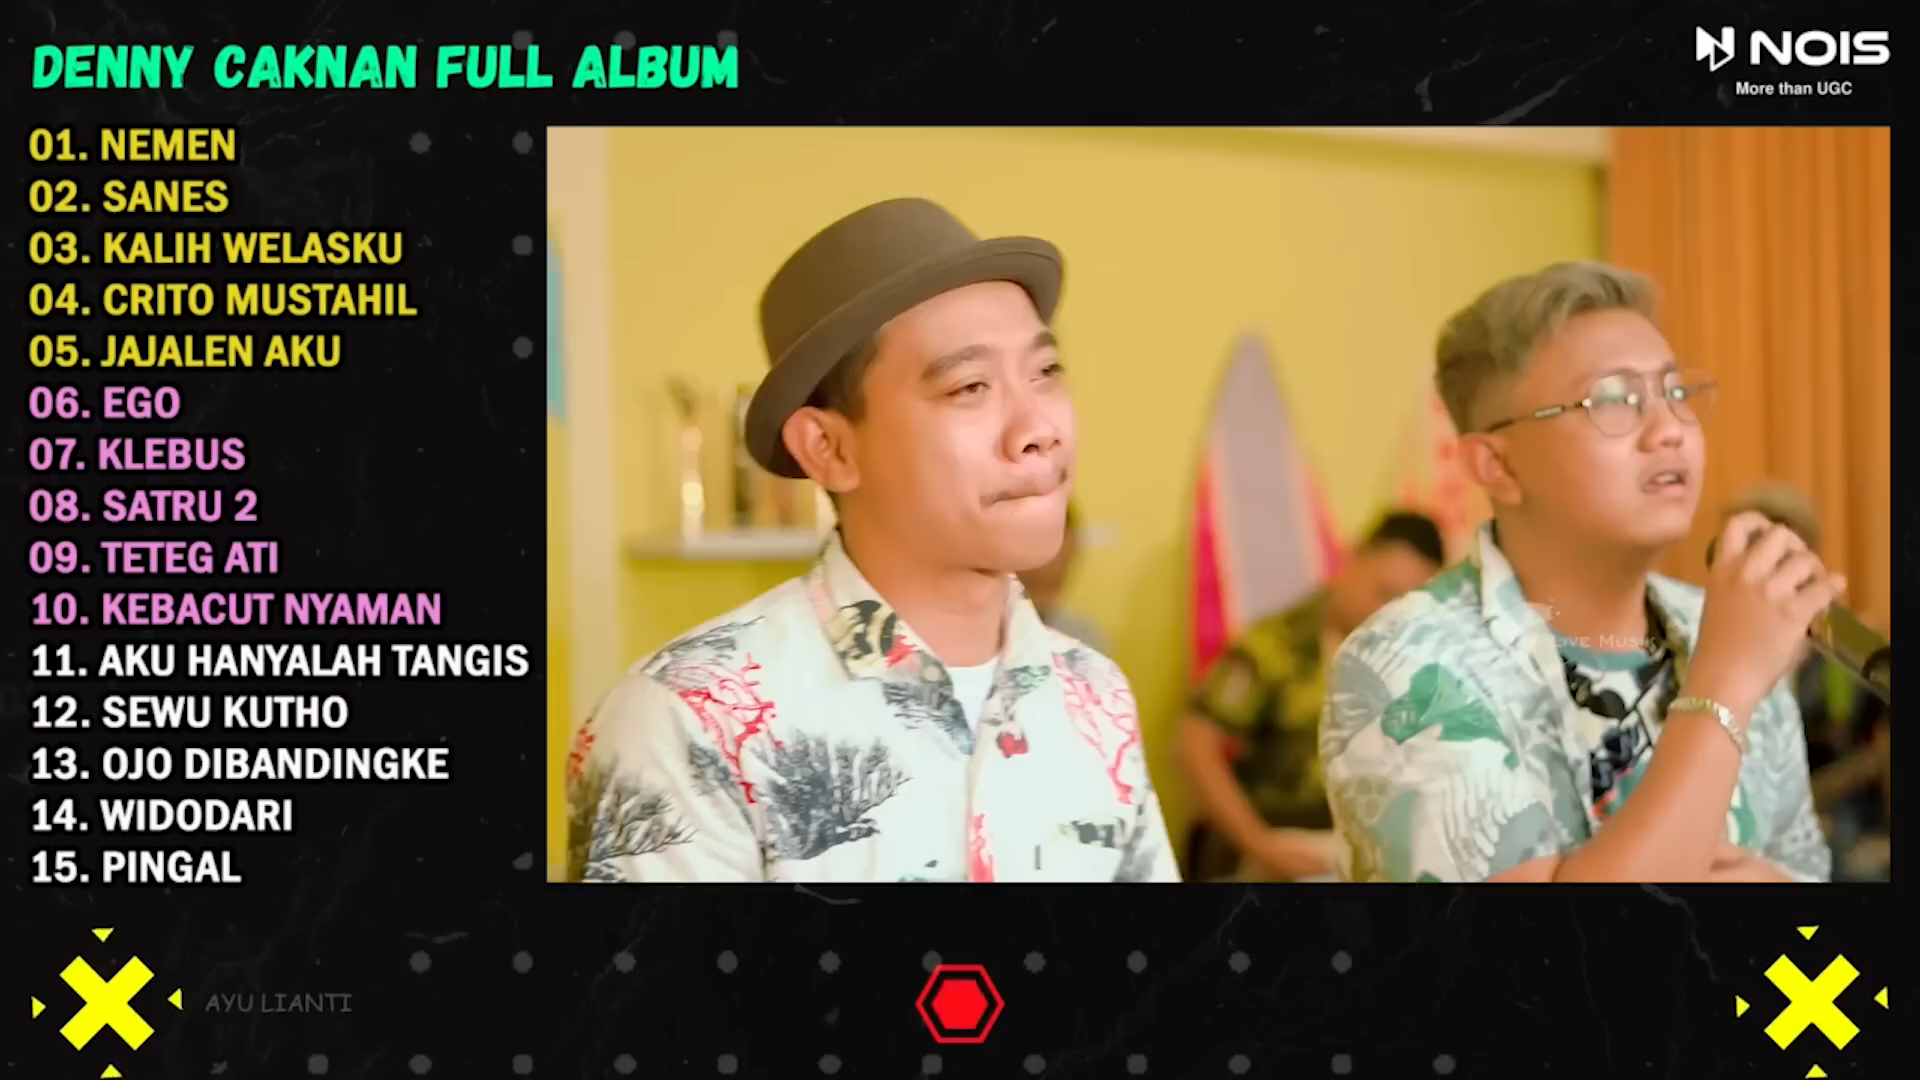 DENNY CAKNAN FULL ALBUM
NOIS
More than UGC
01. NEMEN
02. SANES
03. KALIH WELASKU
04. CRITO MUSTAHIL
05. JAJALEN AKU
06. EGO
07. KLEBUS
08. SATRU 2
09. TETEG ATI
10. KEBACUT NYAMAN
11. AKU HANYALAH TANGIS
12. SEWU KUTHO
13. OJO DIBANDINGKE
14. WIDODARI
15. PINGAL
LIVE MUSIK
AYU LIANTI